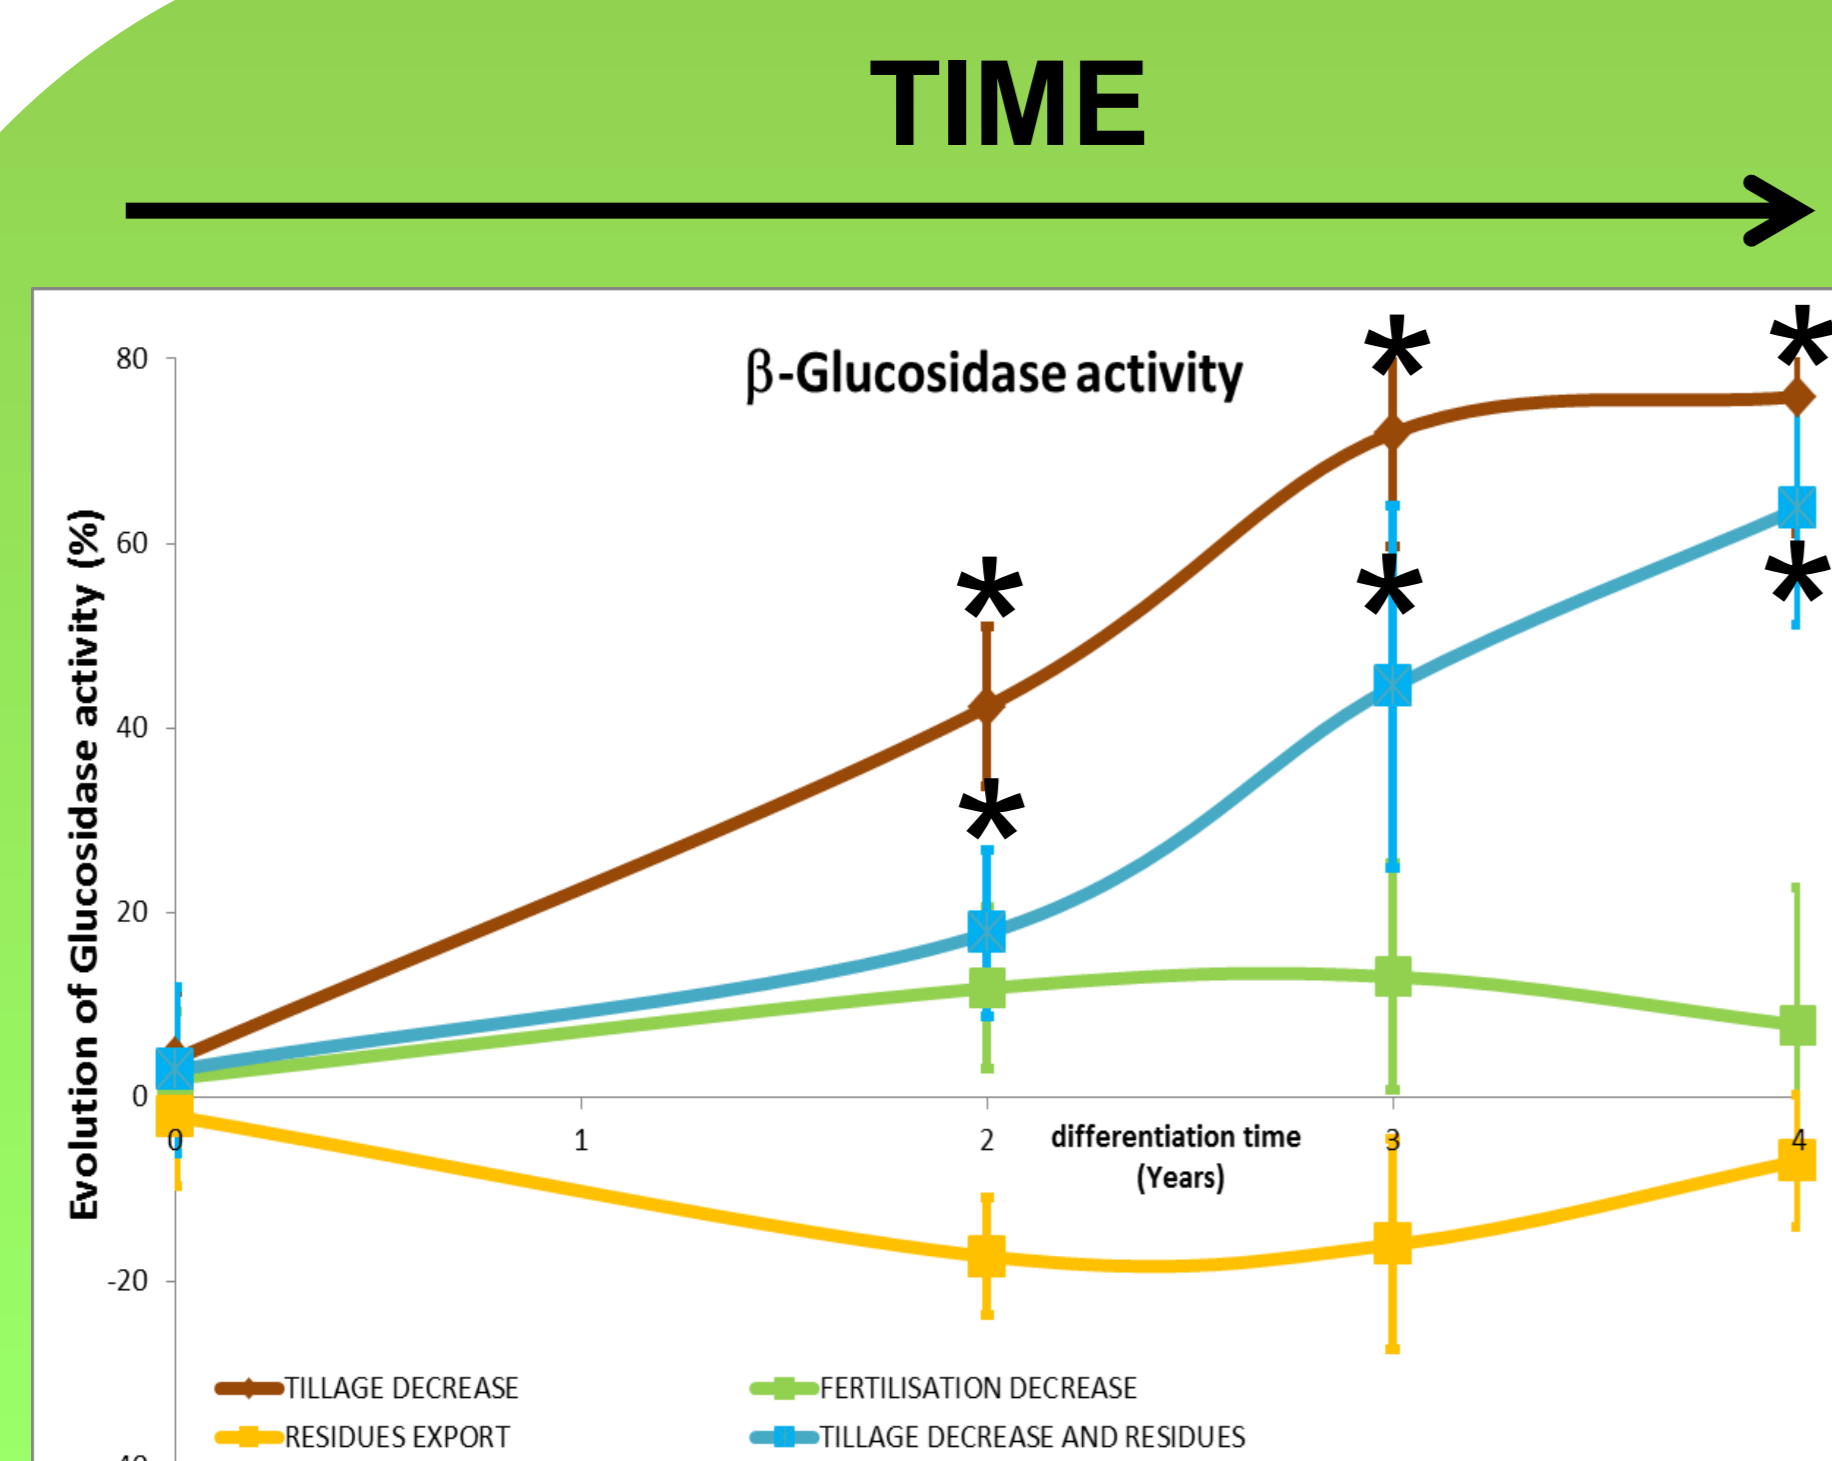 TIME
β-Glucosidase activity
Evolution of Glucosidase activity (%)
80
60
40
20
0
-20
0
1
2
3
4
differentiation time
(Years)
*
*
*
*
*
*
TILLAGE DECREASE
FERTILISATION DECREASE
RESIDUES EXPORT
TILLAGE DECREASE AND RESIDUES